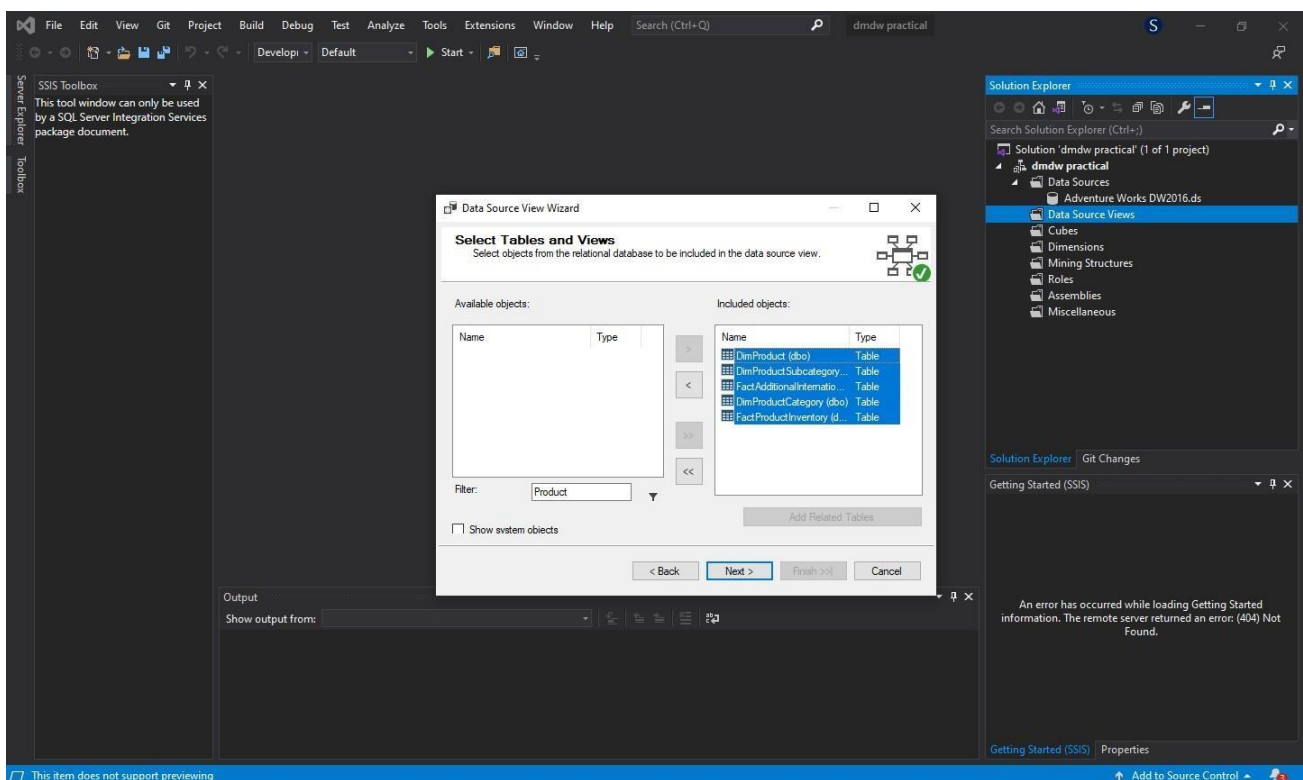 File Edit View Git Project Build Debug Test Analyze Tools Extensions Window Help Search (Ctrl+Q) dmdw practical S
Developı Default Start
Server Explorer
Toolbox
SSIS Toolbox
This tool window can only be used
by a SQL Server Integration Services
package document.
Data Source View Wizard
Select Tables and Views
Select objects from the relational database to be included in the data source view.
Available objects:
Name Type
Filter: Product
Show system objects
Included objects:
Name Type
DimProduct (dbo) Table
DimProductSubcategory... Table
FactAdditionalInternatio... Table
DimProductCategory (dbo) Table
FactProductInventory (d... Table
> 
<
>>
<<
Add Related Tables
< Back Next > Finish >>| Cancel
Output
Show output from:
Solution Explorer
Search Solution Explorer (Ctrl+;)
Solution 'dmdw practical' (1 of 1 project)
dmdw practical
Data Sources
Adventure Works DW2016.ds
Data Source Views
Cubes
Dimensions
Mining Structures
Roles
Assemblies
Miscellaneous
Solution Explorer Git Changes
Getting Started (SSIS)
An error has occurred while loading Getting Started
information. The remote server returned an error: (404) Not
Found.
Getting Started (SSIS) Properties
This item does not support previewing
Add to Source Control